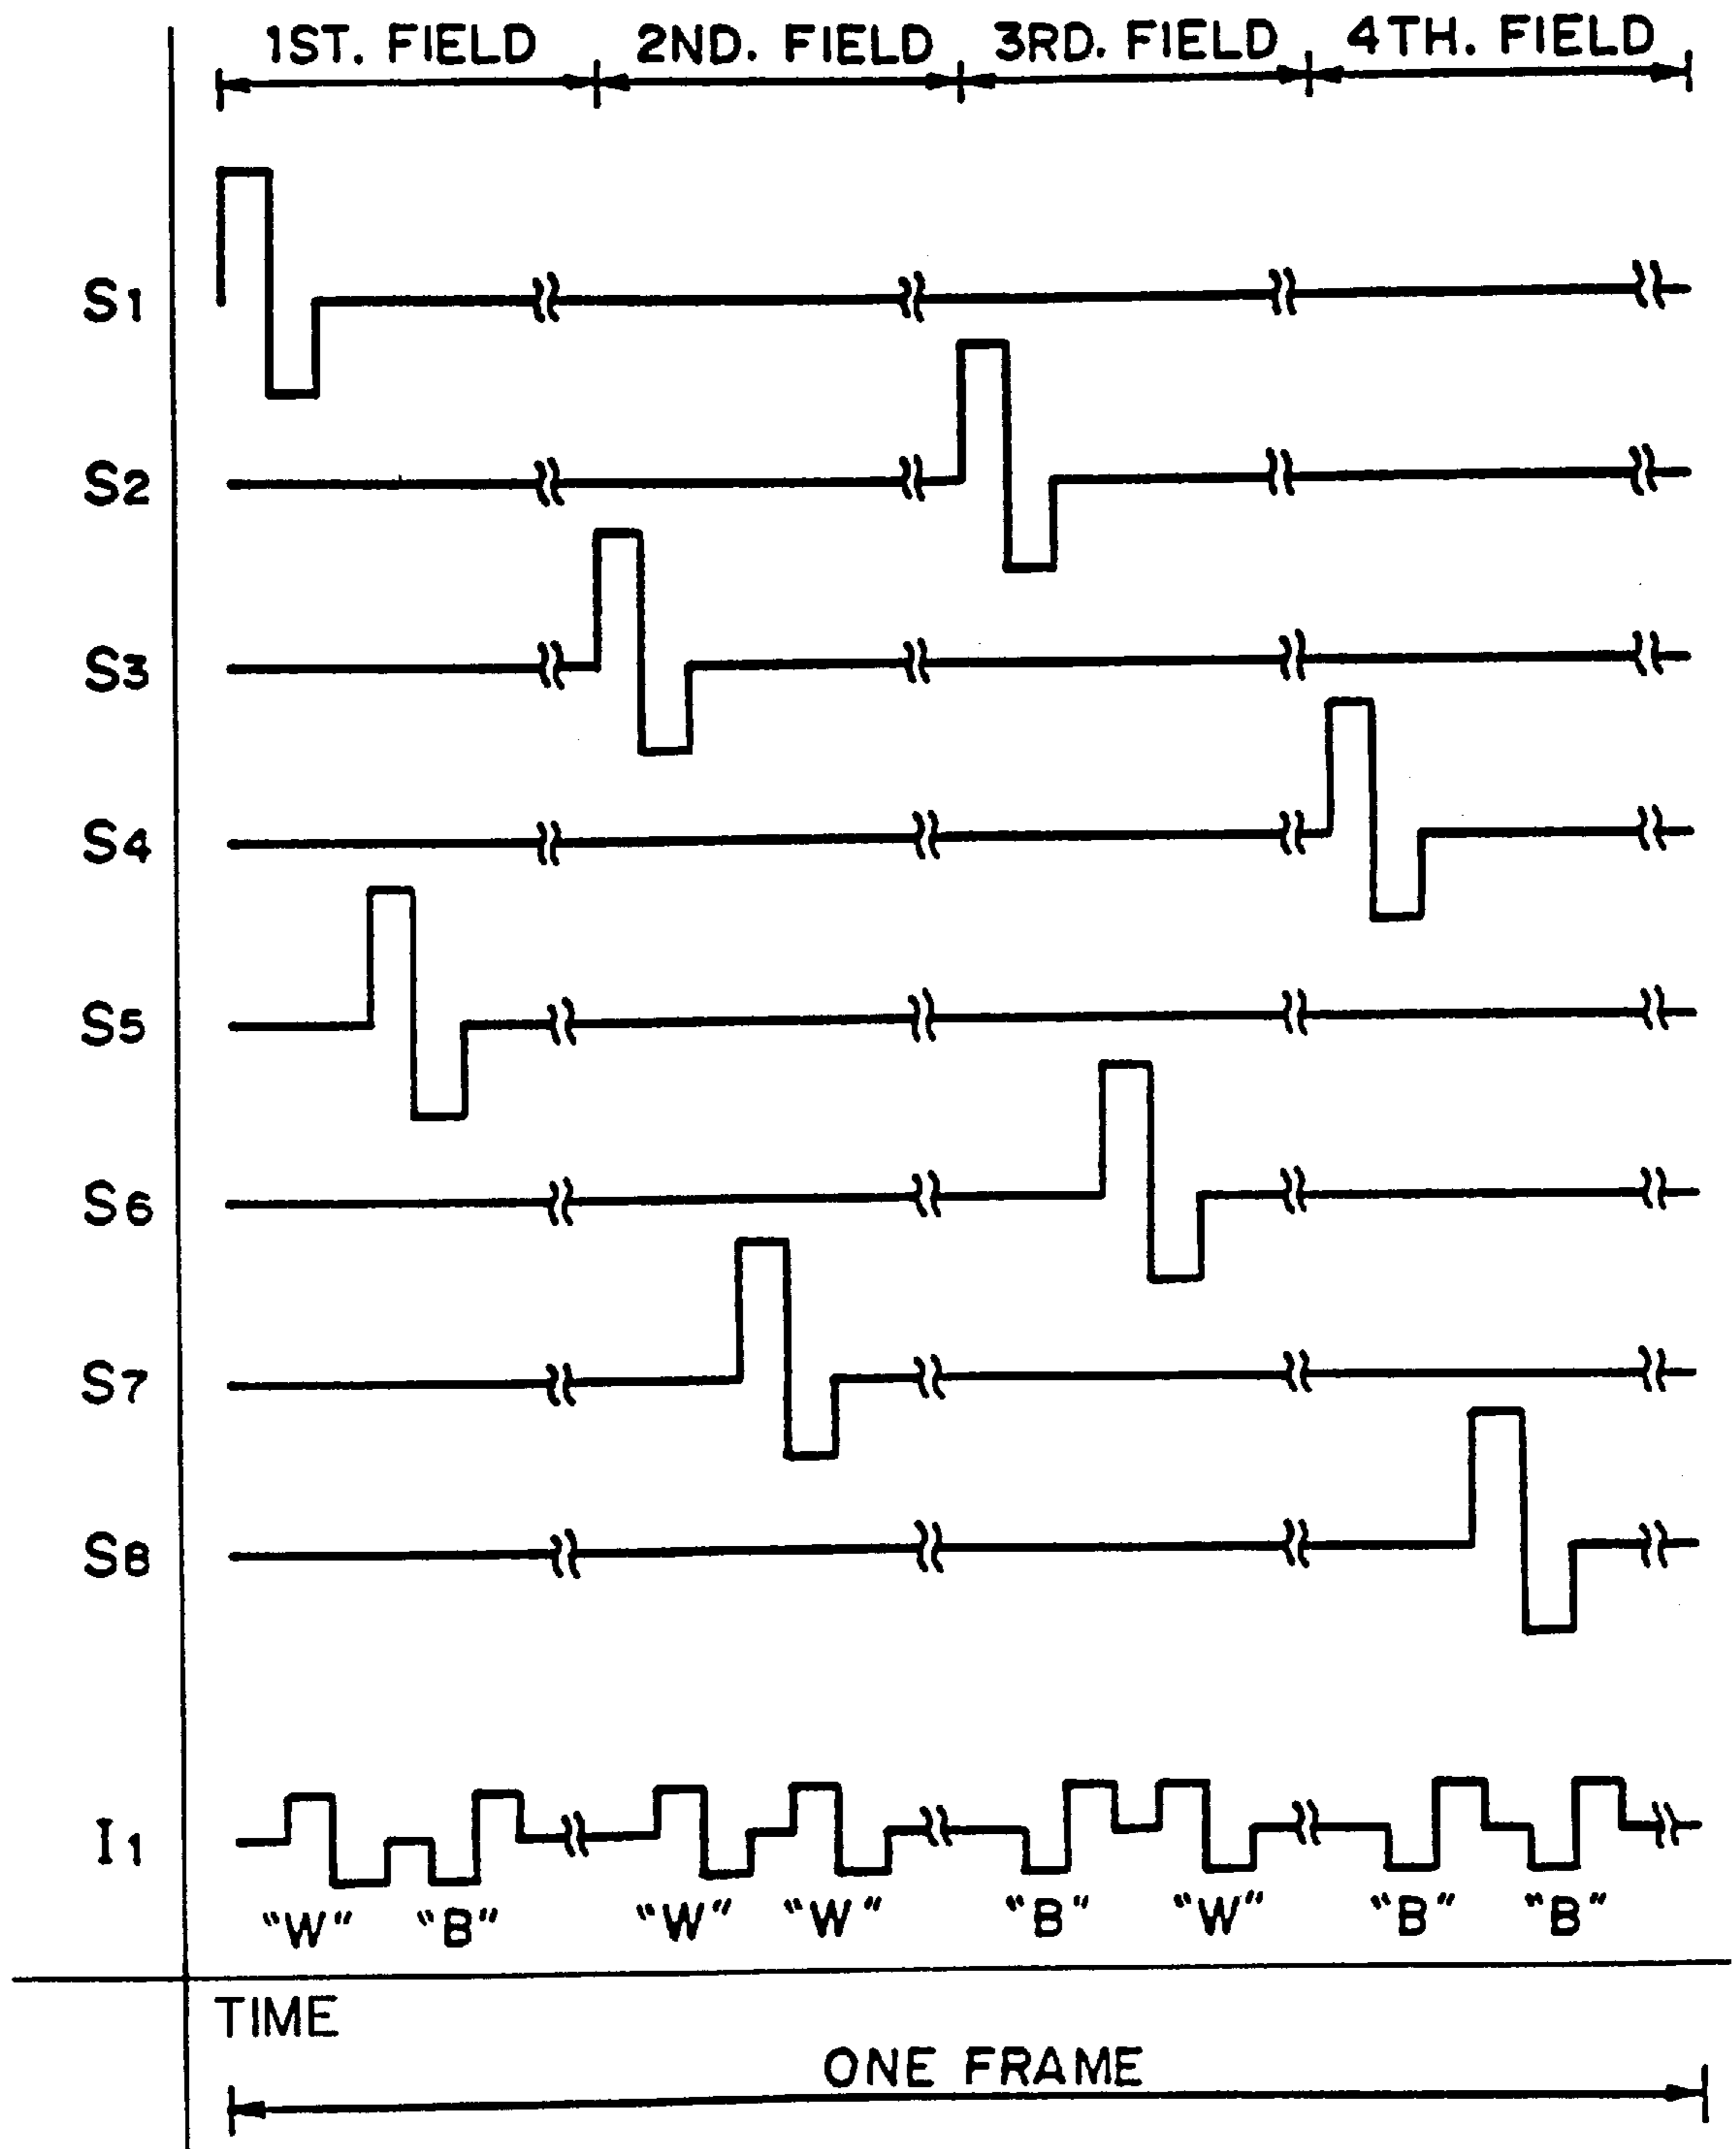 1ST. FIELD 2ND. FIELD 3RD. FIELD 4TH. FIELD
S1
S2
S3
S4
S5
S6
S7
S8
I1
"W" "B" "W" "W" "B" "W" "B" "B"
TIME
ONE FRAME